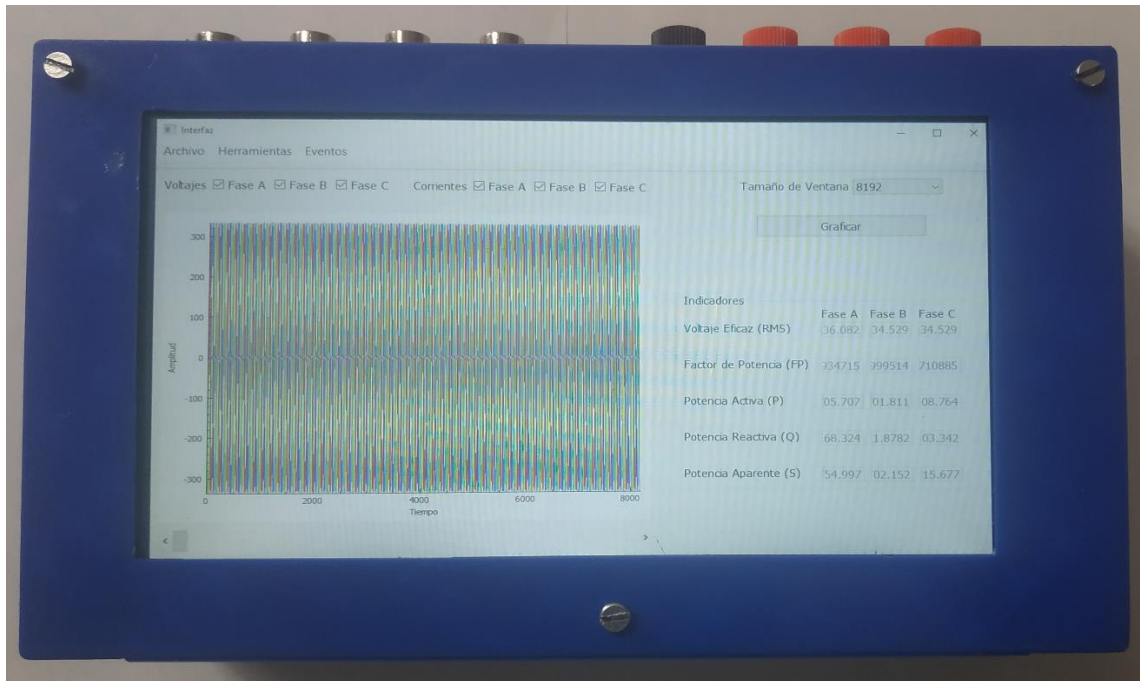 Interfaz
Archivo Herramientas Eventos
Voltajes Fase A Fase B Fase C Corrientes Fase A Fase B Fase C Tamaño de Ventana 8192
Graficar
300
200
100
0
-100
-200
-300
Amplitud
0 2000 4000 6000 8000
Tiempo
Indicadores
Fase A Fase B Fase C
Voltaje Eficaz (RMS) 36.082 34.529 34.529
Factor de Potencia (FP) 934715 999514 710885
Potencia Activa (P) 05.707 01.811 08.764
Potencia Reactiva (Q) 68.324 1.8782 03.342
Potencia Aparente (S) 54.997 02.152 15.677